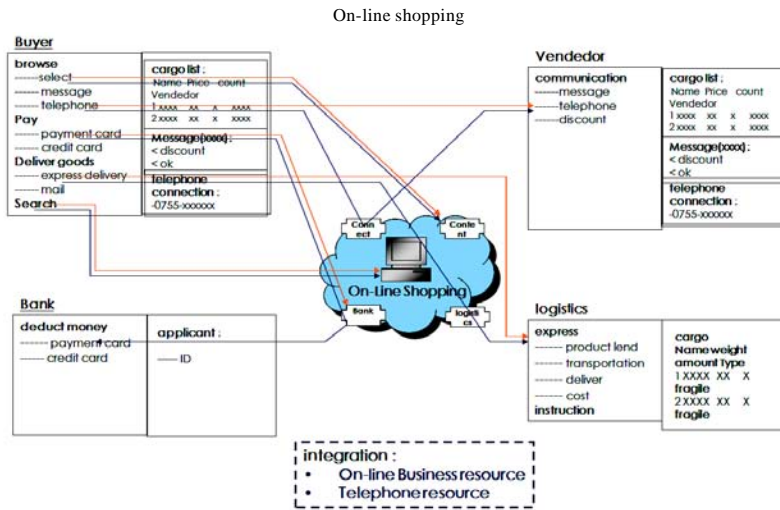 On-line shopping
Buyer
browse
------select
------message
------telephone
Pay
------ payment card
------ credit card
Deliver goods
------ express delivery
------ mail
Search
cargo list :
Name Price count
Vendedor
1 xxxx xx x xxxx
2 xxxx xx x xxxx
Message(xxxx) :
< discount
< ok
telephone
connection :
-0755-xxxxxx
Vendedor
communication
------message
------telephone
------discount
cargo list :
Name Price count
Vendedor
1 xxxx xx x xxxx
2 xxxx xx x xxxx
Message(xxxx) :
< discount
< ok
telephone
connection :
-0755-xxxxxx
Conn
ect
Conte
nt
On-Line Shopping
Bank
logisti
cs
Bank
deduct money
------ payment card
------ credit card
applicant :
------ ID
logistics
express
------ product lend
------ transportation
------ deliver
------ cost
instruction
cargo
Name weight
amount Type
1 XXXX XX X
fragile
2 XXXX XX X
fragile
integration :
• On-line Business resource
• Telephone resource